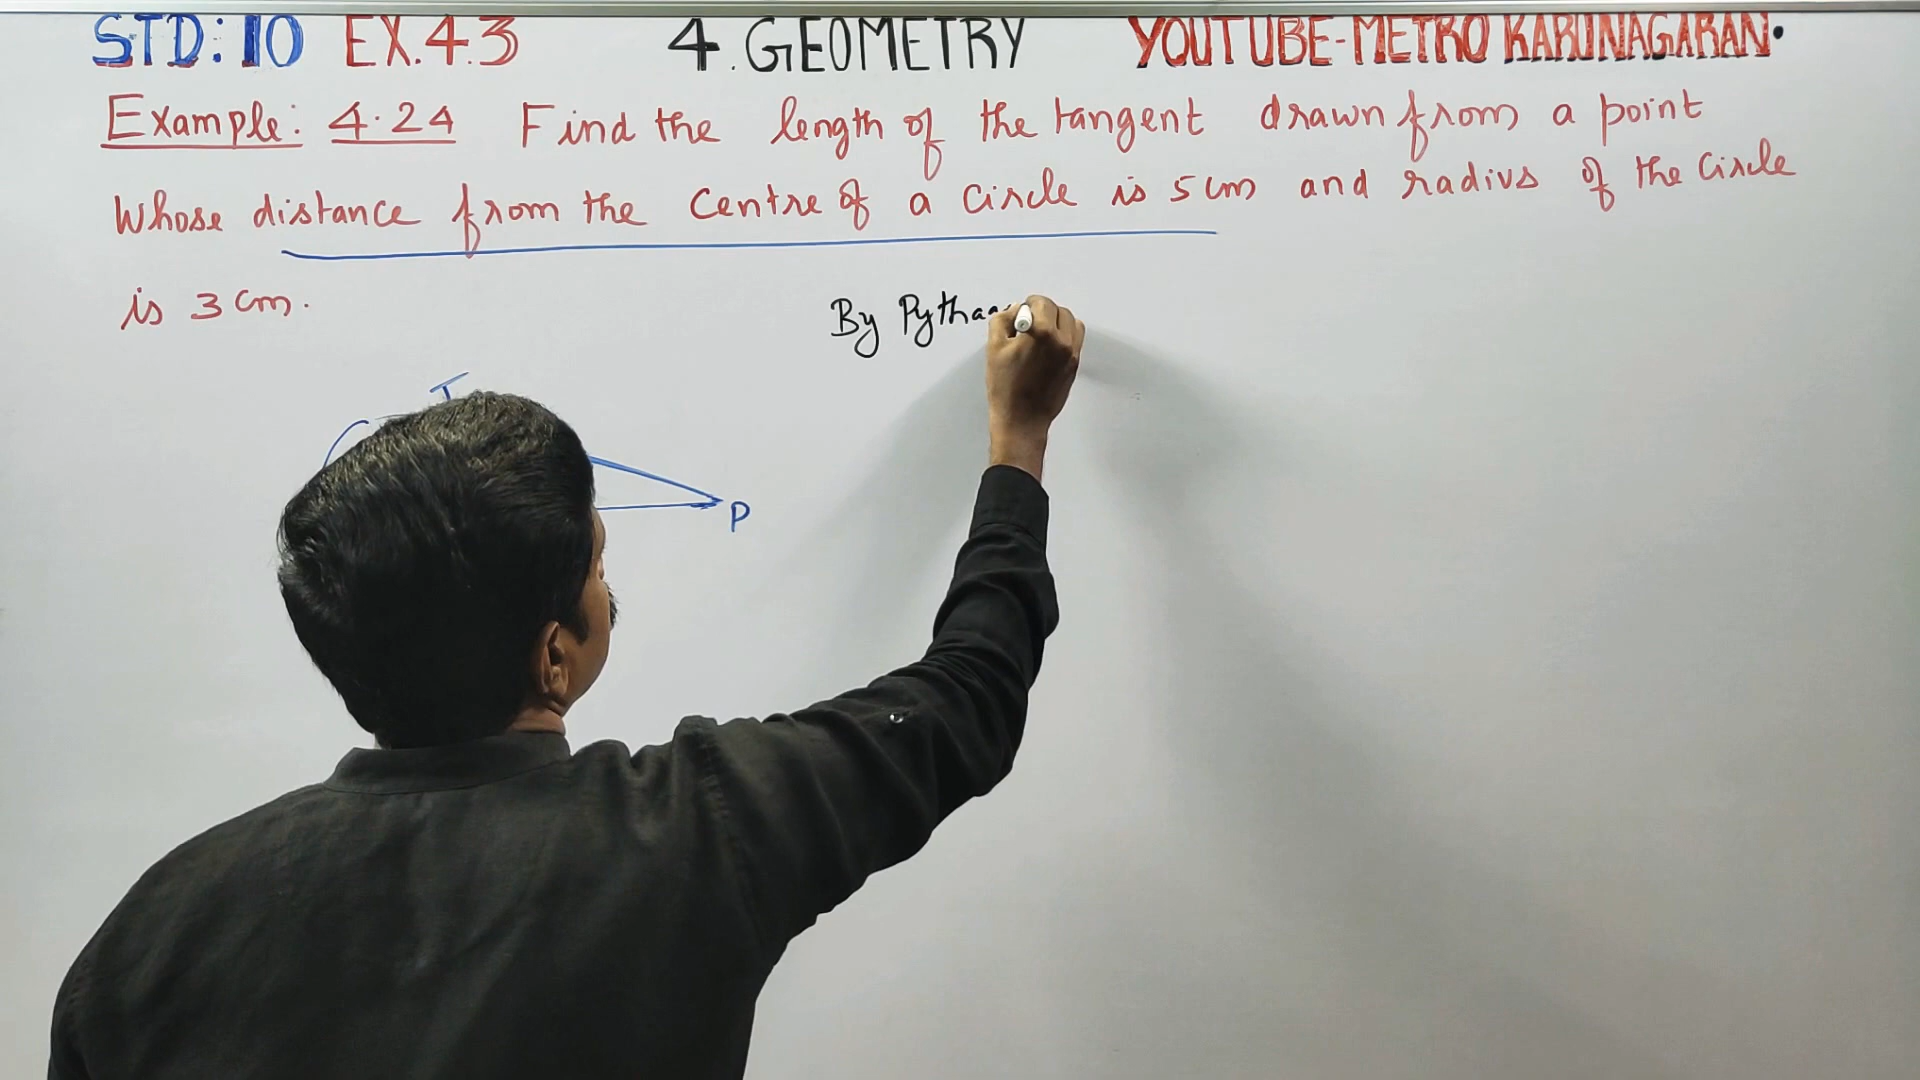 STD: 10 EX.4.3 4. GEOMETRY YOUTUBE-METRO KARUNAGARAN.
Example: 4.24 Find the length of the tangent drawn from a point
whose distance from the centre of a circle is 5 cm and radius of the circle
is 3 cm.
By
T
P